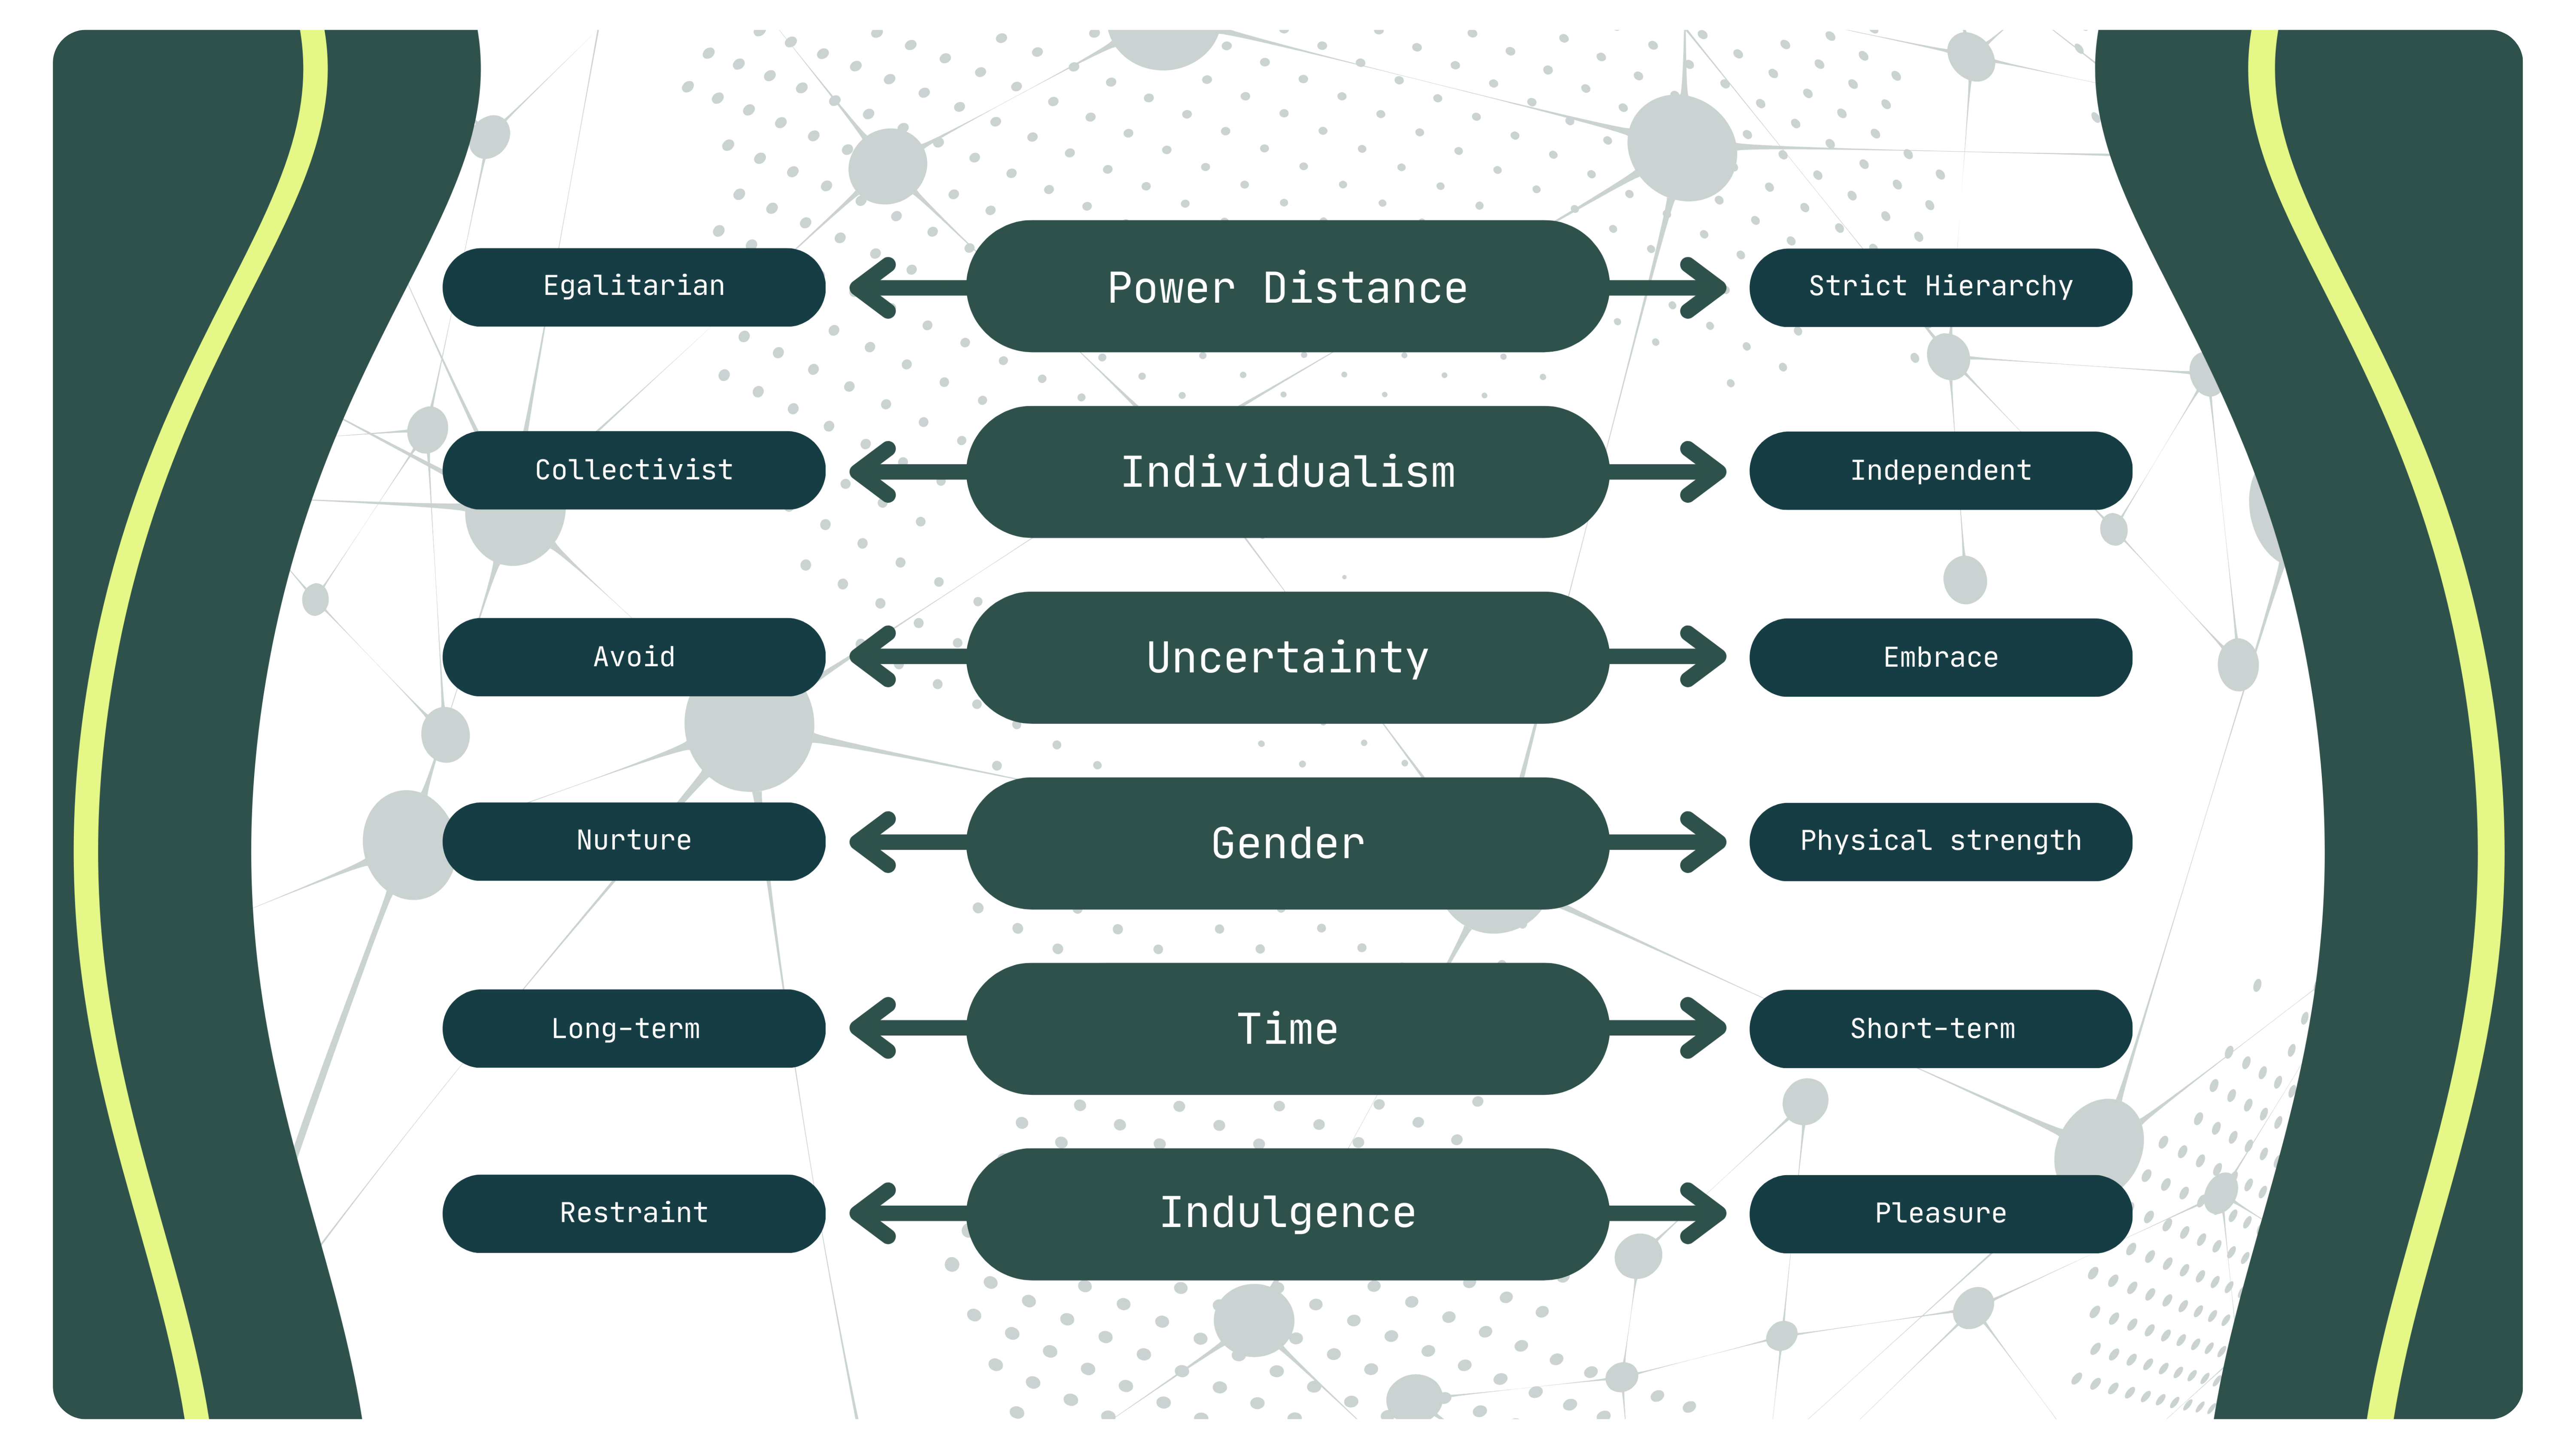 Egalitarian
Power Distance
Strict Hierarchy
Collectivist
Individualism
Independent
Avoid
Uncertainty
Embrace
Nurture
Gender
Physical strength
Long-term
Time
Short-term
Restraint
Indulgence
Pleasure